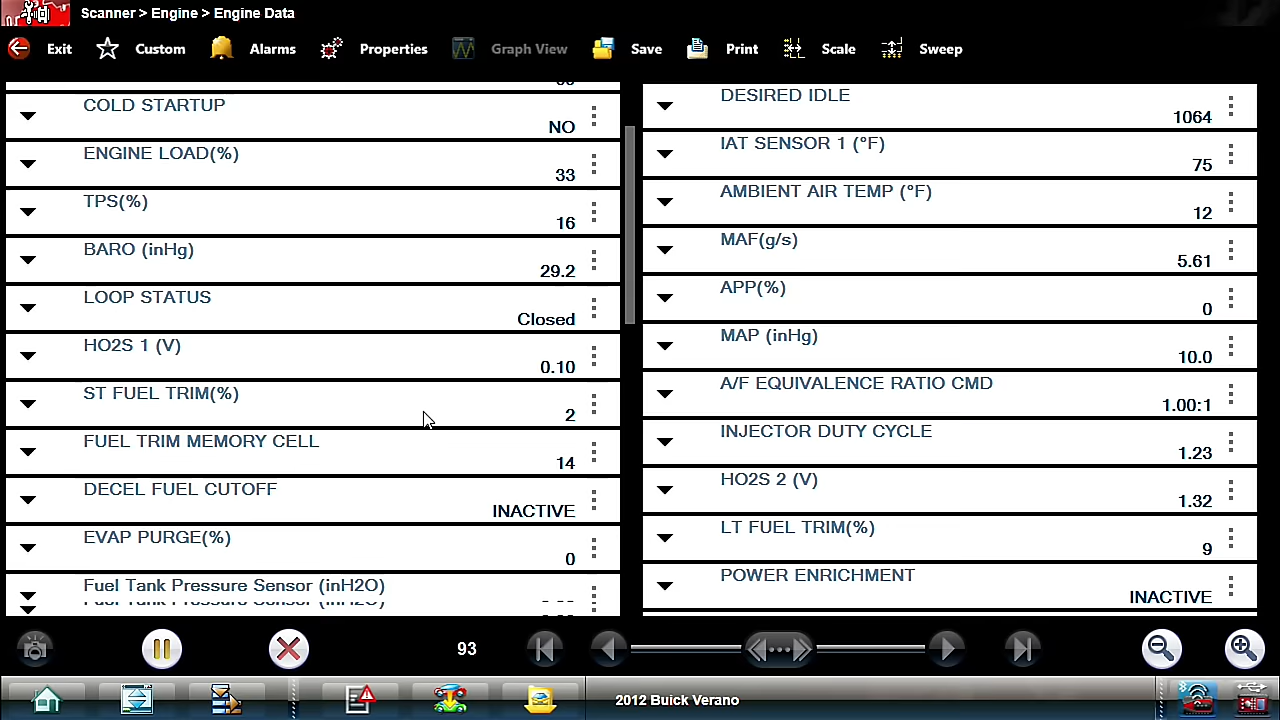 Scanner > Engine > Engine Data
Exit Custom Alarms Properties Graph View Save Print Scale Sweep
COLD STARTUP
NO
ENGINE LOAD(%)
33
TPS(%)
16
BARO (inHg)
29.2
LOOP STATUS
Closed
HO2S 1 (V)
0.10
ST FUEL TRIM(%)
2
FUEL TRIM MEMORY CELL
14
DECEL FUEL CUTOFF
INACTIVE
EVAP PURGE(%)
0
Fuel Tank Pressure Sensor (inH2O)
Fuel Tank Pressure Sensor (inH2O)
DESIRED IDLE
1064
IAT SENSOR 1 (°F)
75
AMBIENT AIR TEMP (°F)
12
MAF(g/s)
5.61
APP(%)
0
MAP (inHg)
10.0
A/F EQUIVALENCE RATIO CMD
1.00:1
INJECTOR DUTY CYCLE
1.23
HO2S 2 (V)
1.32
LT FUEL TRIM(%)
9
POWER ENRICHMENT
INACTIVE
93
2012 Buick Verano